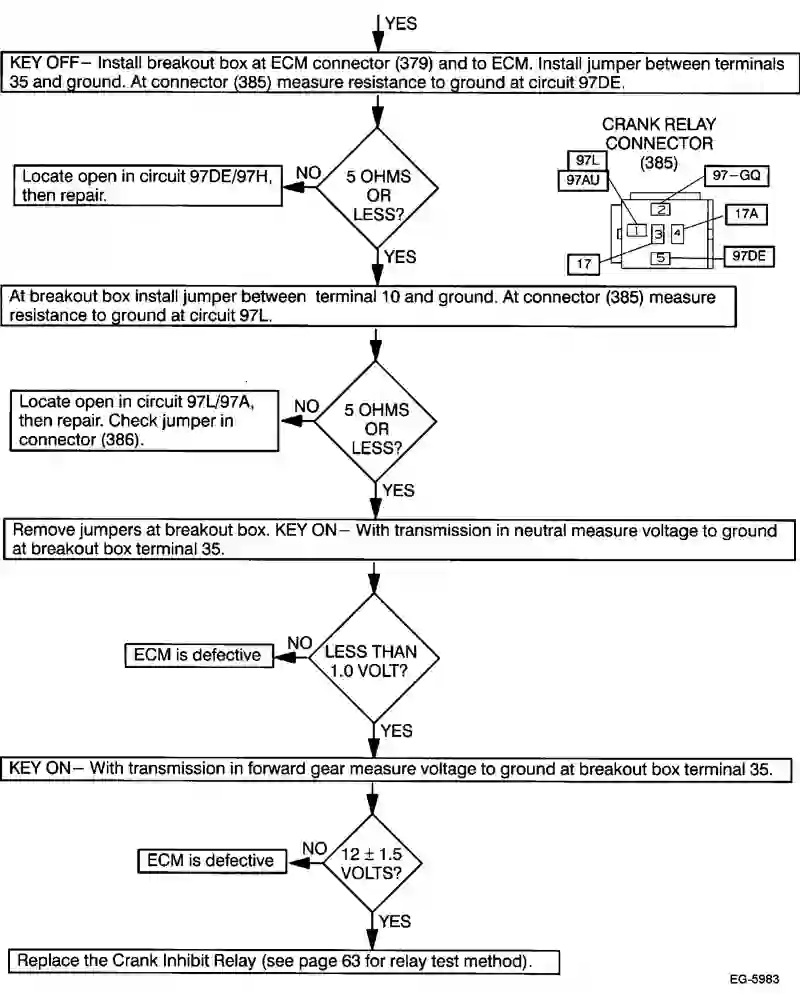 YES
KEY OFF– Install breakout box at ECM connector (379) and to ECM. Install jumper between terminals
35 and ground. At connector (385) measure resistance to ground at circuit 97DE.
CRANK RELAY
CONNECTOR
(385)
97L
97AU
97–GQ
17A
17
97DE
1
2
3
4
5
Locate open in circuit 97DE/97H,
then repair.
NO
5 OHMS
OR
LESS?
YES
At breakout box install jumper between terminal 10 and ground. At connector (385) measure
resistance to ground at circuit 97L.
Locate open in circuit 97L/97A,
then repair. Check jumper in
connector (386).
NO
5 OHMS
OR
LESS?
YES
Remove jumpers at breakout box. KEY ON– With transmission in neutral measure voltage to ground
at breakout box terminal 35.
ECM is defective
NO
LESS THAN
1.0 VOLT?
YES
KEY ON– With transmission in forward gear measure voltage to ground at breakout box terminal 35.
ECM is defective
NO
12 ± 1.5
VOLTS?
YES
Replace the Crank Inhibit Relay (see page 63 for relay test method).
EG-5983